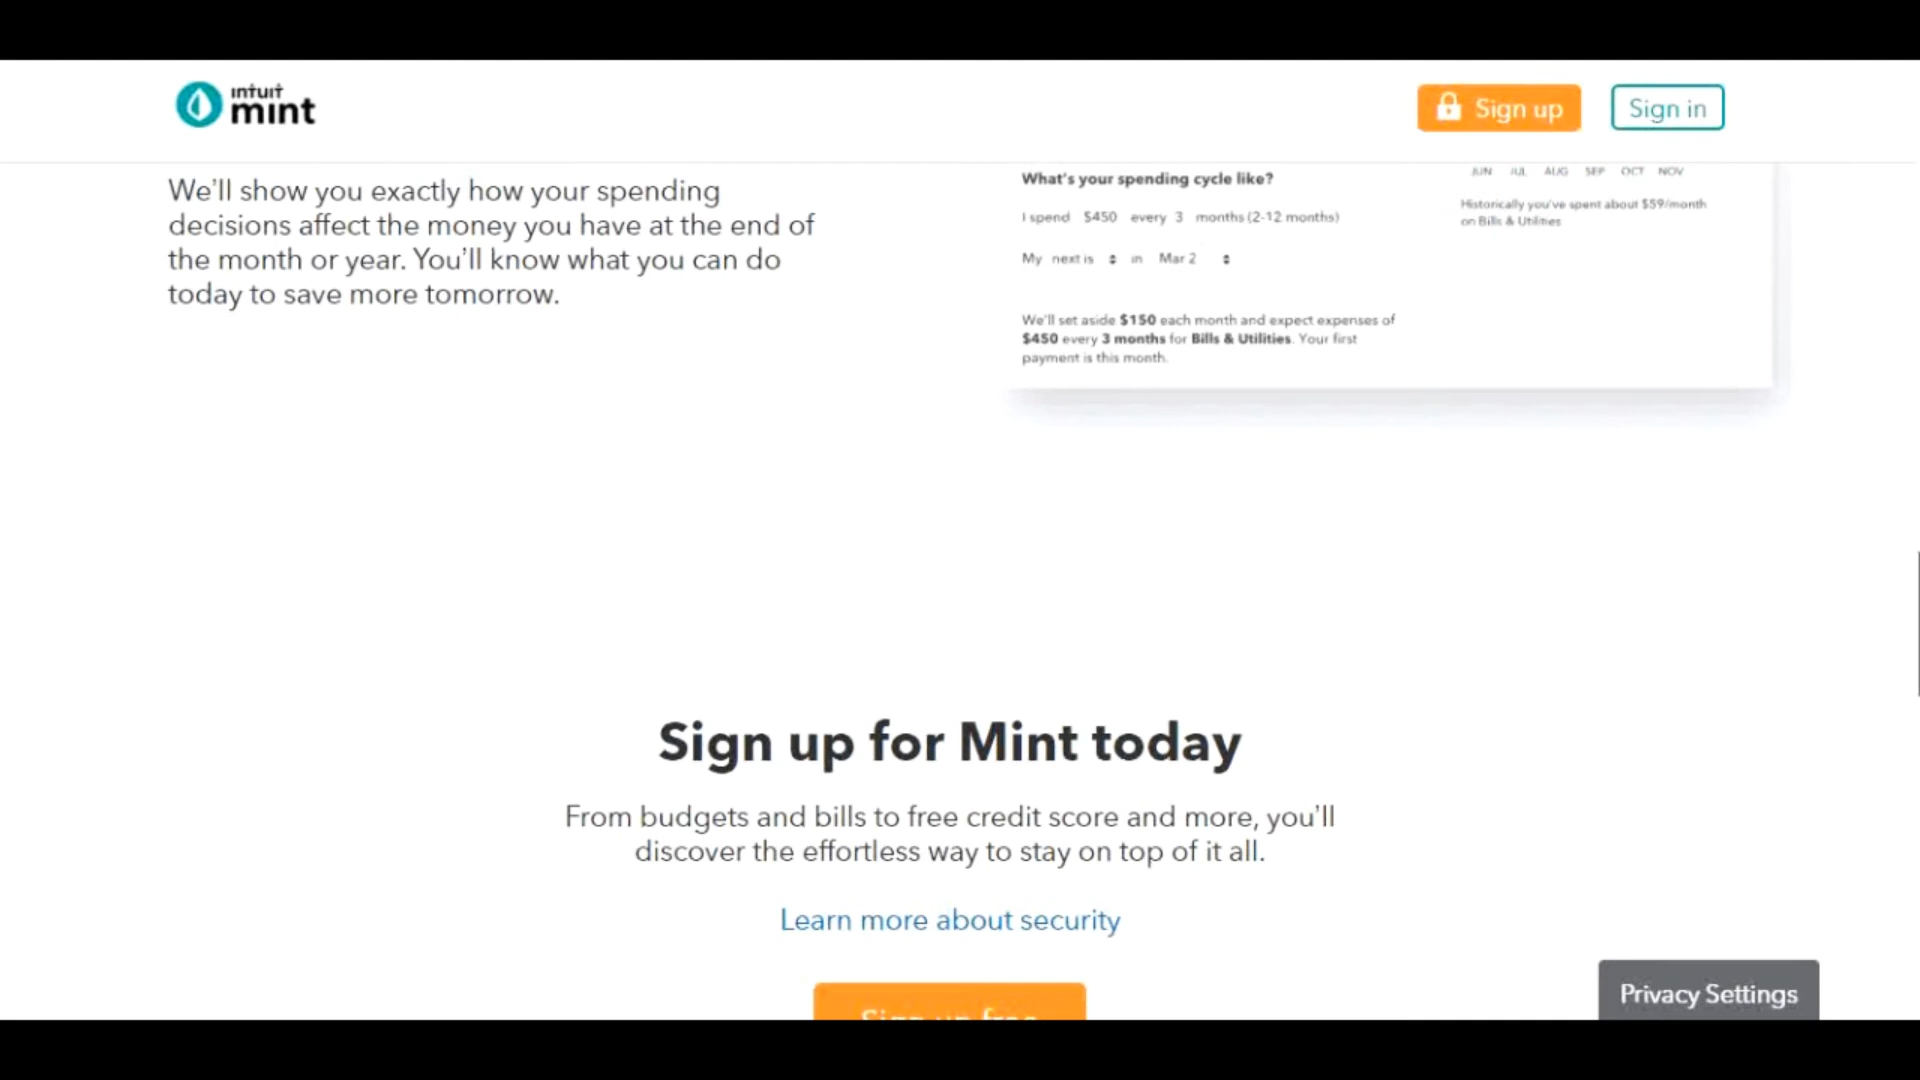 intuit
mint
Sign up
Sign in
We'll show you exactly how your spending
decisions affect the money you have at the end of
the month or year. You'll know what you can do
today to save more tomorrow.
What's your spending cycle like?
I spend $450 every 3 months (2-12 months)
My next is in Mar 2
We'll set aside $150 each month and expect expenses of
$450 every 3 months for Bills & Utilities. Your first
payment is this month.
JUN JUL AUG SEP OCT NOV
Historically you've spent about $59/month
on Bills & Utilities
Sign up for Mint today
From budgets and bills to free credit score and more, you'll
discover the effortless way to stay on top of it all.
Learn more about security
Sign up free
Privacy Settings